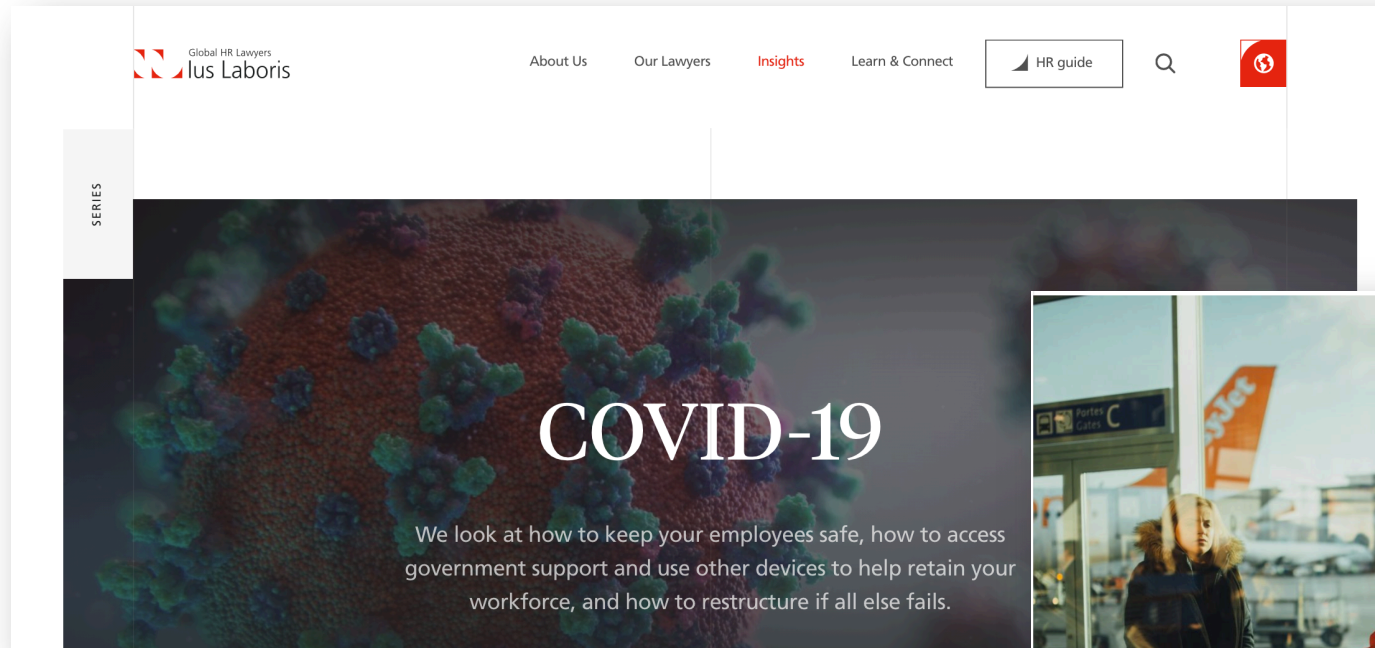 Global HR Lawyers
Ius Laboris
About Us
Our Lawyers
Insights
Learn & Connect
HR guide
SERIES
COVID-19
We look at how to keep your employees safe, how to access
government support and use other devices to help retain your
workforce, and how to restructure if all else fails.
Portes
Gates
C
yJet